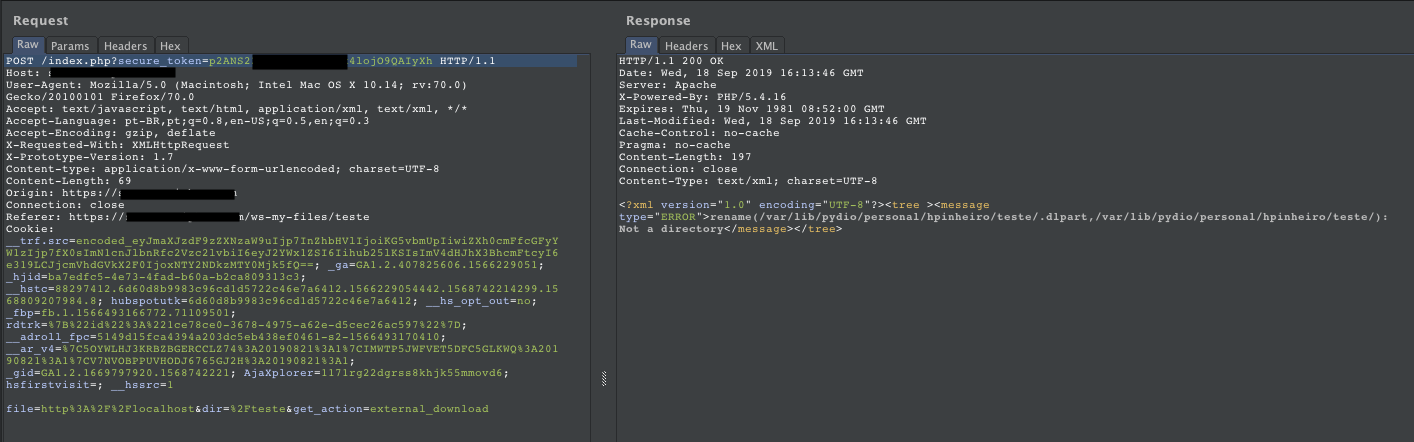 Request
Raw Params Headers Hex
POST /index.php?secure_token=p2ANS2 4lojO9QAIyXh HTTP/1.1
Host: s
User-Agent: Mozilla/5.0 (Macintosh; Intel Mac OS X 10.14; rv:70.0)
Gecko/20100101 Firefox/70.0
Accept: text/javascript, text/html, application/xml, text/xml, */*
Accept-Language: pt-BR,pt;q=0.8,en-US;q=0.5,en;q=0.3
Accept-Encoding: gzip, deflate
X-Requested-With: XMLHttpRequest
X-Prototype-Version: 1.7
Content-type: application/x-www-form-urlencoded; charset=UTF-8
Content-Length: 69
Origin: https://s
Connection: close
Referer: https://s m/ws-my-files/teste
Cookie:
__trf.src=encoded_eyJmaXJzdF9zZXNzaW9uIjp7InZhbHVlIjoiKG5vbmUpIiwiZXh0cmFfcGFyY
W1zIjp7fX0sImN1cnJlbnRfc2Vzc2lvbiI6eyJ2YWx1ZSI6Iihub25lKSIsImV4dHJhX3BhcmFtcyI6
e319LCJjcmVhdGVkX2F0IjoxNTY2NDkzMTY0Mjk5fQ==; _ga=GA1.2.407825606.1566229051;
_hjid=ba7edfc5-4e73-4fad-b60a-b2ca809313c3;
__hstc=88297412.6d60d8b9983c96cd1d5722c46e7a6412.1566229054442.1568742214299.15
68809207984.8; hubspotutk=6d60d8b9983c96cd1d5722c46e7a6412; __hs_opt_out=no;
_fbp=fb.1.1566493166772.71109501;
rdtrk=%7B%22id%22%3A%221ce78ce0-3678-4975-a62e-d5cec26ac597%22%7D;
__adroll_fpc=5149d15fca4394a203dc5eb438ef0461-s2-1566493170410;
__ar_v4=%7C5OYWLHJ3KRBZBGERCCLZ74%3A20190821%3A1%7CIMWTP5JWFVET5DFC5GLKWQ%3A201
90821%3A1%7CV7NVOBPPUVHODJ6765GJ2H%3A20190821%3A1;
_gid=GA1.2.1669797920.1568742221; AjaXplorer=1171rg22dgrss8khjk55mmovd6;
hsfirstvisit=; __hssrc=1
file=http%3A%2F%2Flocalhost&dir=%2Fteste&get_action=external_download
Response
Raw Headers Hex XML
HTTP/1.1 200 OK
Date: Wed, 18 Sep 2019 16:13:46 GMT
Server: Apache
X-Powered-By: PHP/5.4.16
Expires: Thu, 19 Nov 1981 08:52:00 GMT
Last-Modified: Wed, 18 Sep 2019 16:13:46 GMT
Cache-Control: no-cache
Pragma: no-cache
Content-Length: 197
Connection: close
Content-Type: text/xml; charset=UTF-8
<?xml version="1.0" encoding="UTF-8"?><tree ><message
type="ERROR">rename(/var/lib/pydio/personal/hpinheiro/teste/.dlpart,/var/lib/pydio/personal/hpinheiro/teste/):
Not a directory</message></tree>